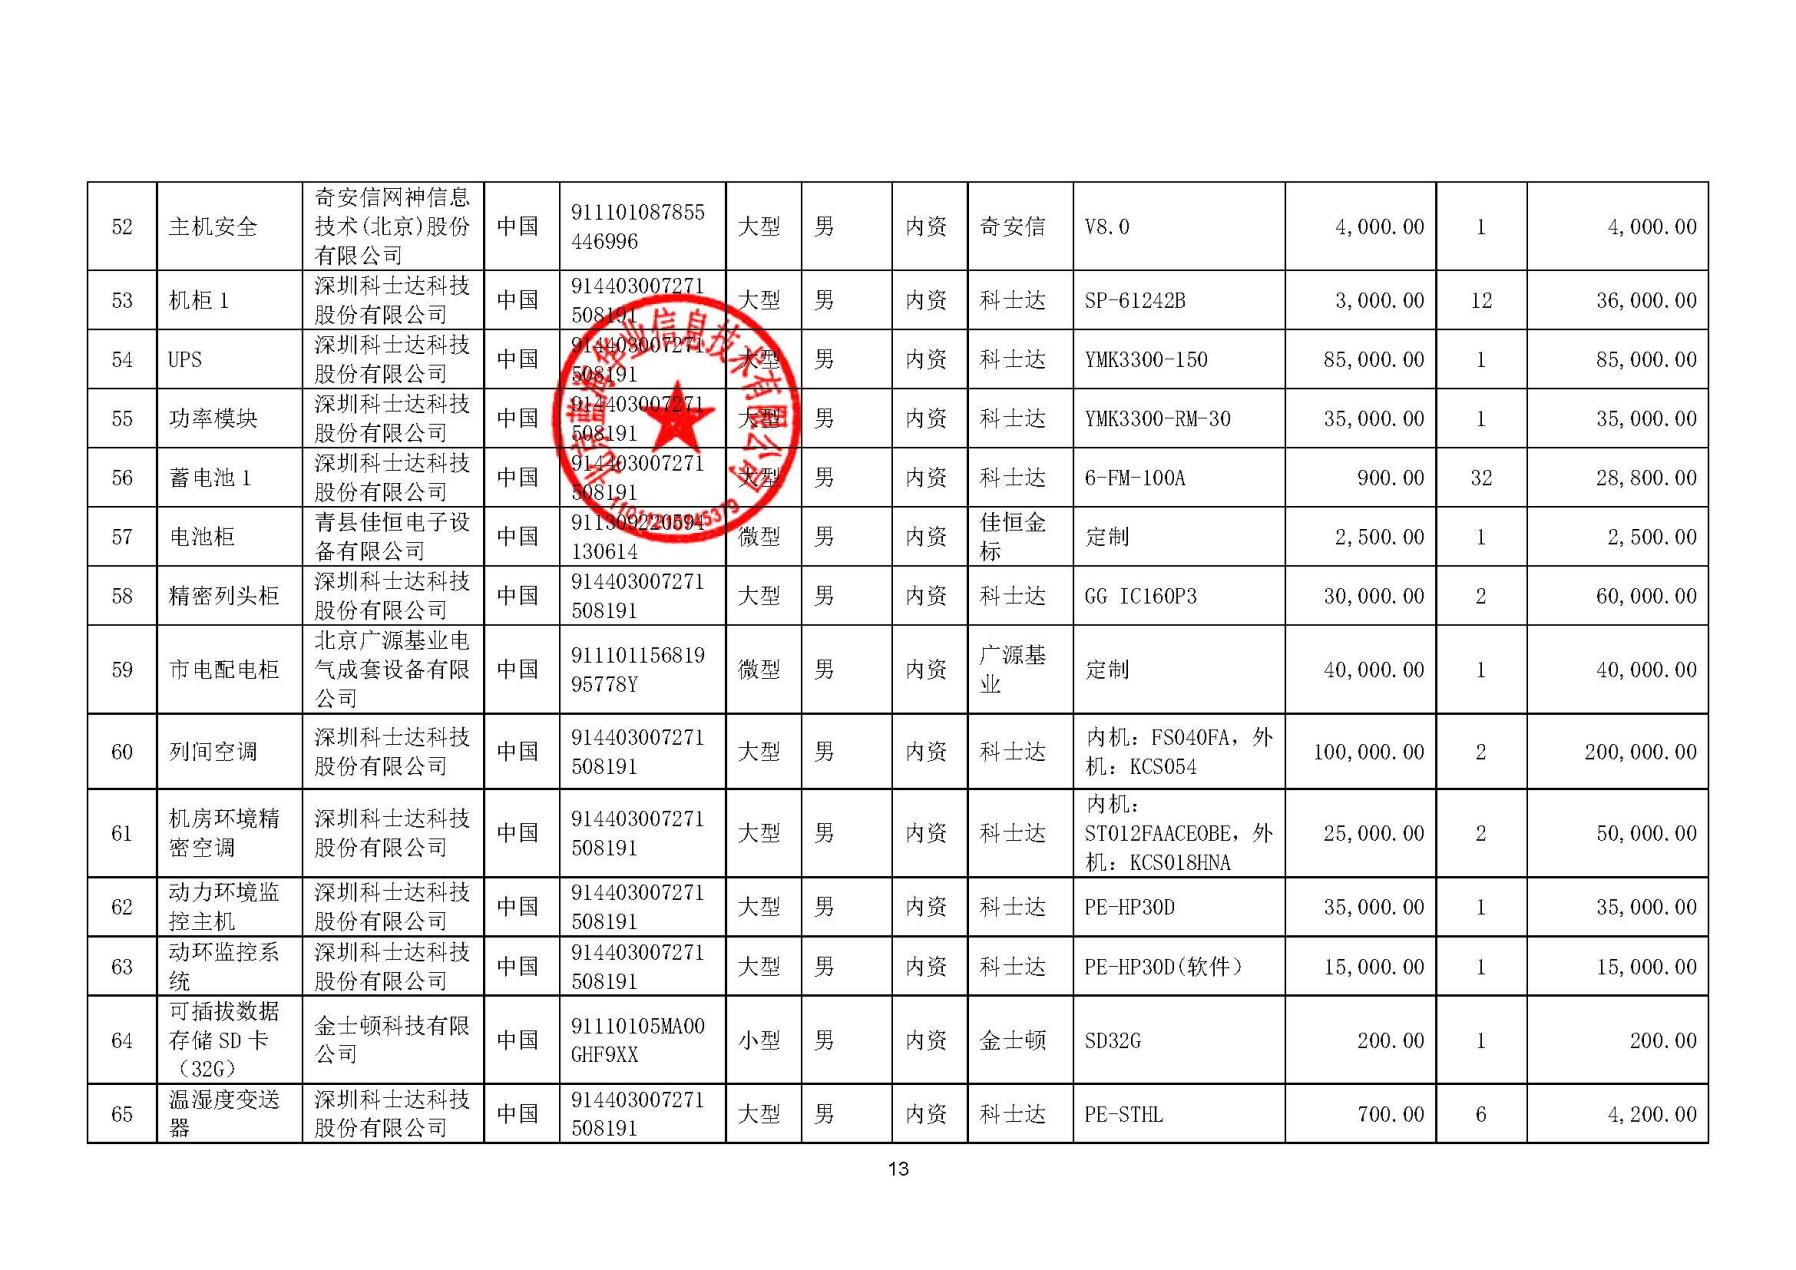 52 主机安全 奇安信网神信息技术(北京)股份有限公司 中国 911101087855446996 大型 男 内资 奇安信 V8.0 4,000.00 1 4,000.00
53 机柜1 深圳科士达科技股份有限公司 中国 914403007271508191 大型 男 内资 科士达 SP-61242B 3,000.00 12 36,000.00
54 UPS 深圳科士达科技股份有限公司 中国 914403007271508191 大型 男 内资 科士达 YMK3300-150 85,000.00 1 85,000.00
55 功率模块 深圳科士达科技股份有限公司 中国 914403007271508191 大型 男 内资 科士达 YMK3300-RM-30 35,000.00 1 35,000.00
56 蓄电池1 深圳科士达科技股份有限公司 中国 914403007271508191 大型 男 内资 科士达 6-FM-100A 900.00 32 28,800.00
57 电池柜 青县佳恒电子设备有限公司 中国 911309220594130614 微型 男 内资 佳恒金标 定制 2,500.00 1 2,500.00
58 精密列头柜 深圳科士达科技股份有限公司 中国 914403007271508191 大型 男 内资 科士达 GG IC160P3 30,000.00 2 60,000.00
59 市电配电柜 北京广源基业电气成套设备有限公司 中国 91110115681995778Y 微型 男 内资 广源基业 定制 40,000.00 1 40,000.00
60 列间空调 深圳科士达科技股份有限公司 中国 914403007271508191 大型 男 内资 科士达 内机：FS040FA，外机：KCS054 100,000.00 2 200,000.00
61 机房环境精密空调 深圳科士达科技股份有限公司 中国 914403007271508191 大型 男 内资 科士达 内机：ST012FAACEOBE，外机：KCS018HNA 25,000.00 2 50,000.00
62 动力环境监控主机 深圳科士达科技股份有限公司 中国 914403007271508191 大型 男 内资 科士达 PE-HP30D 35,000.00 1 35,000.00
63 动环监控系统 深圳科士达科技股份有限公司 中国 914403007271508191 大型 男 内资 科士达 PE-HP30D(软件) 15,000.00 1 15,000.00
64 可插拔数据存储SD卡（32G） 金士顿科技有限公司 中国 91110105MA00GHF9XX 小型 男 内资 金士顿 SD32G 200.00 1 200.00
65 温湿度变送器 深圳科士达科技股份有限公司 中国 914403007271508191 大型 男 内资 科士达 PE-STHL 700.00 6 4,200.00
北京蓝海华业信息技术有限公司
13